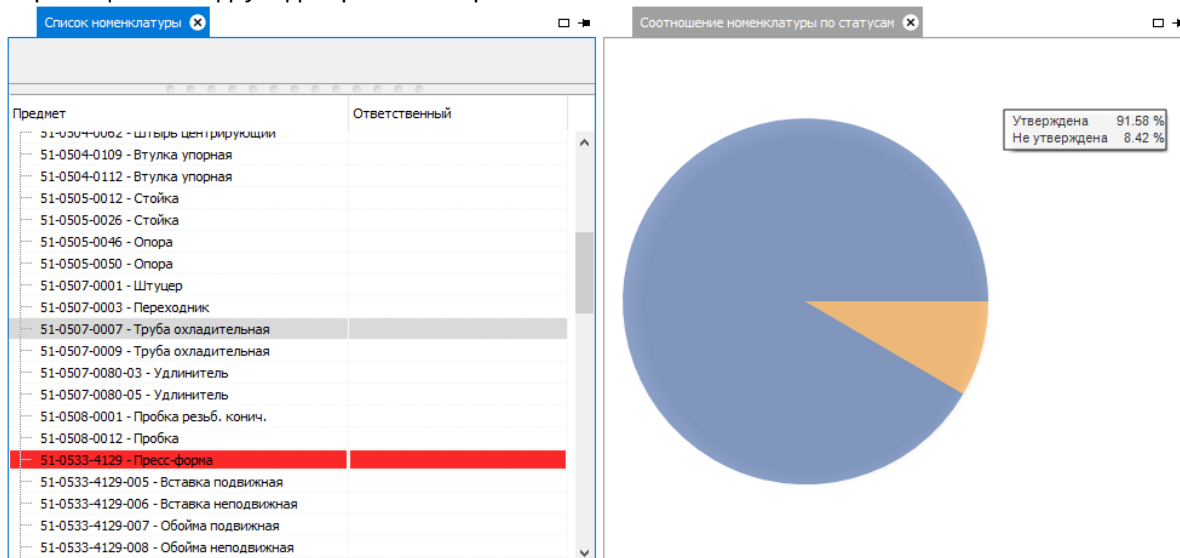 Список номенклатуры
Предмет Ответственный
51-0504-0062 - Штырь центрирующий
51-0504-0109 - Втулка упорная
51-0504-0112 - Втулка упорная
51-0505-0012 - Стойка
51-0505-0026 - Стойка
51-0505-0046 - Опора
51-0505-0050 - Опора
51-0507-0001 - Штуцер
51-0507-0003 - Переходник
51-0507-0007 - Труба охладительная
51-0507-0009 - Труба охладительная
51-0507-0080-03 - Удлинитель
51-0507-0080-05 - Удлинитель
51-0508-0001 - Пробка резьб. конич.
51-0508-0012 - Пробка
51-0533-4129 - Пресс-форма
51-0533-4129-005 - Вставка подвижная
51-0533-4129-006 - Вставка неподвижная
51-0533-4129-007 - Обойма подвижная
51-0533-4129-008 - Обойма неподвижная
Соотношение номенклатуры по статусам
Утверждена 91.58 %
Не утверждена 8.42 %